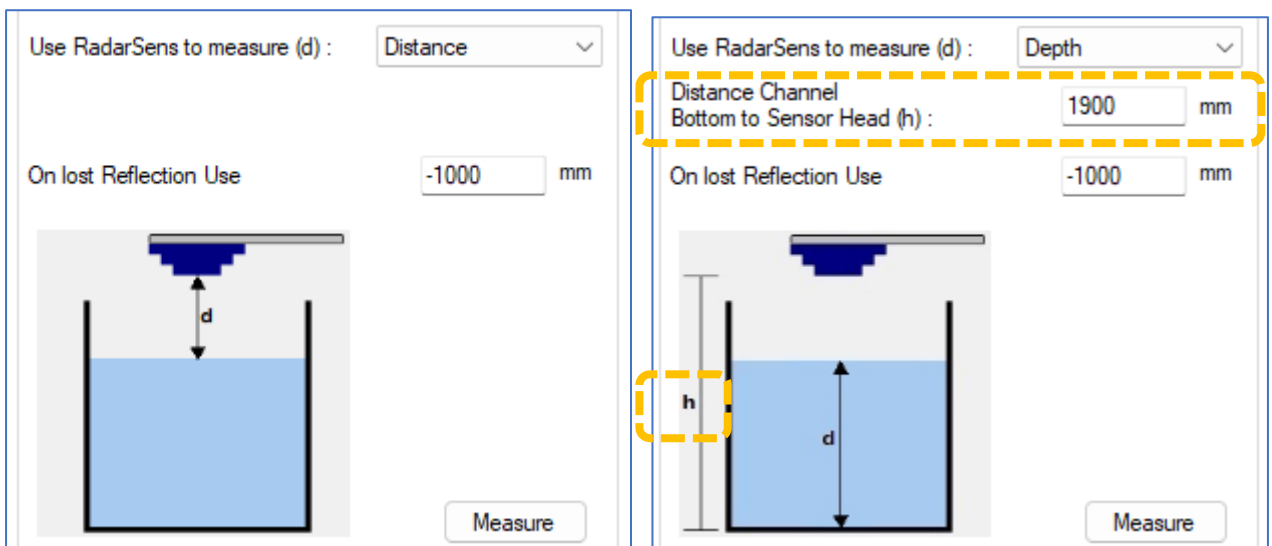 Use RadarSens to measure (d) :
Distance
On lost Reflection Use
-1000
mm
d
Measure
Use RadarSens to measure (d) :
Depth
Distance Channel
Bottom to Sensor Head (h) :
1900
mm
On lost Reflection Use
-1000
mm
h
d
Measure